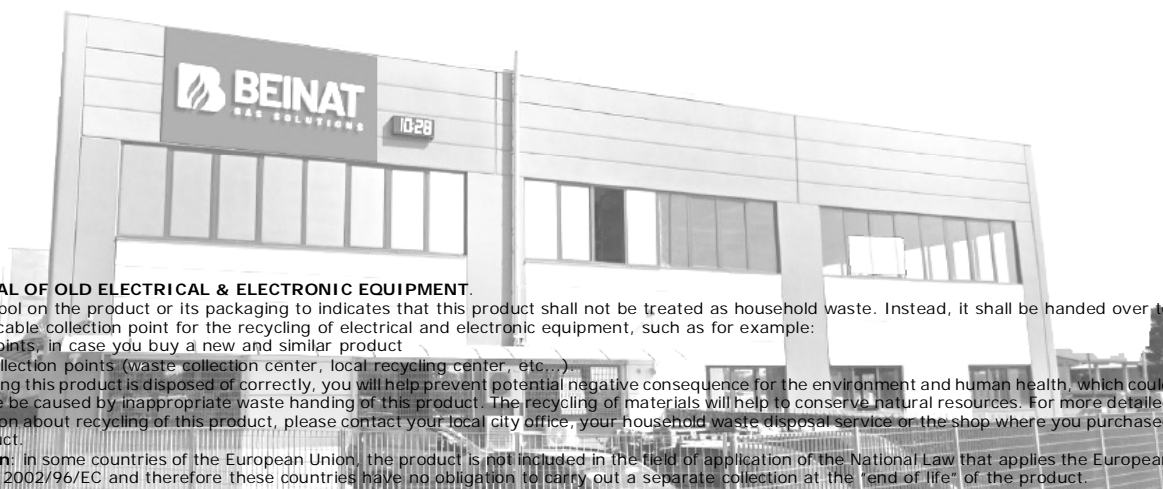 BEINAT
GAS SOLUTIONS
10:28
AL OF OLD ELECTRICAL & ELECTRONIC EQUIPMENT.
ool on the product or its packaging to indicates that this product shall not be treated as household waste. Instead, it shall be handed over t
cable collection point for the recycling of electrical and electronic equipment, such as for example:
oints, in case you buy a new and similar product
llection points (waste collection center, local recycling center, etc...).
ing this product is disposed of correctly, you will help prevent potential negative consequence for the environment and human health, which coul
e be caused by inappropriate waste handing of this product. The recycling of materials will help to conserve natural resources. For more detaile
on about recycling of this product, please contact your local city office, your household waste disposal service or the shop where you purchase
uct.
n: in some countries of the European Union, the product is not included in the field of application of the National Law that applies the European
2002/96/EC and therefore these countries have no obligation to carry out a separate collection at the "end of life" of the product.